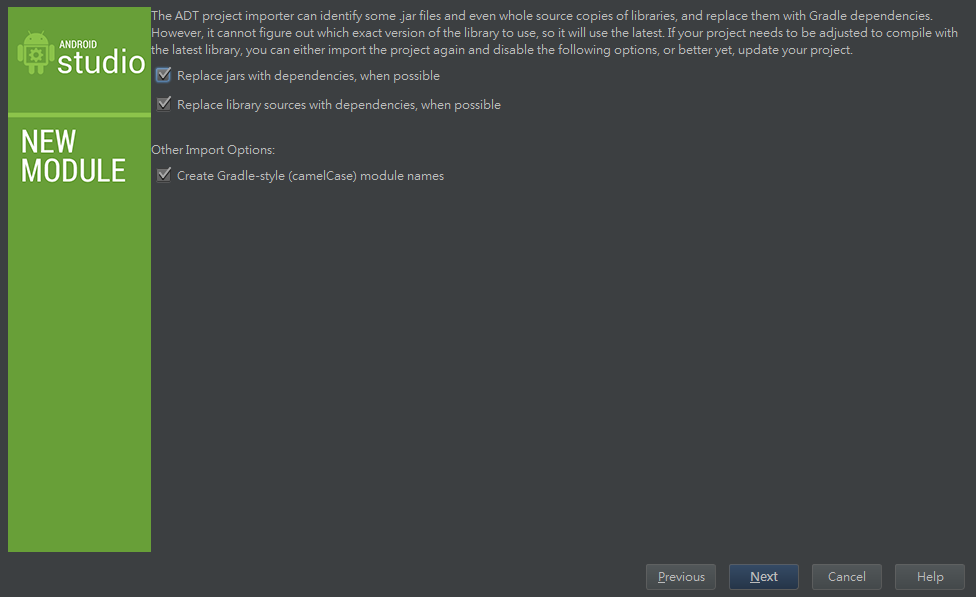 ANDROID
studio
NEW
MODULE
The ADT project importer can identify some .jar files and even whole source copies of libraries, and replace them with Gradle dependencies.
However, it cannot figure out which exact version of the library to use, so it will use the latest. If your project needs to be adjusted to compile with
the latest library, you can either import the project again and disable the following options, or better yet, update your project.
Replace jars with dependencies, when possible
Replace library sources with dependencies, when possible
Other Import Options:
Create Gradle-style (camelCase) module names
Previous Next Cancel Help